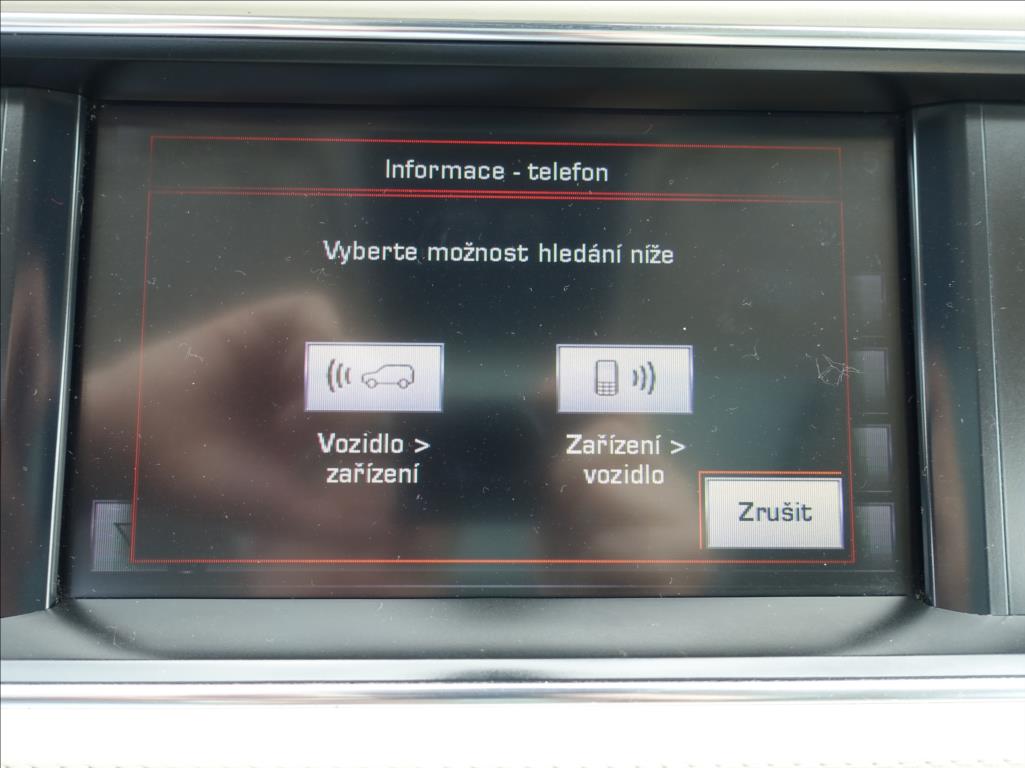 Informace - telefon
Vyberte možnost hledání níže
Vozidlo >
zařízení
Zařízení >
vozidlo
Zrušit